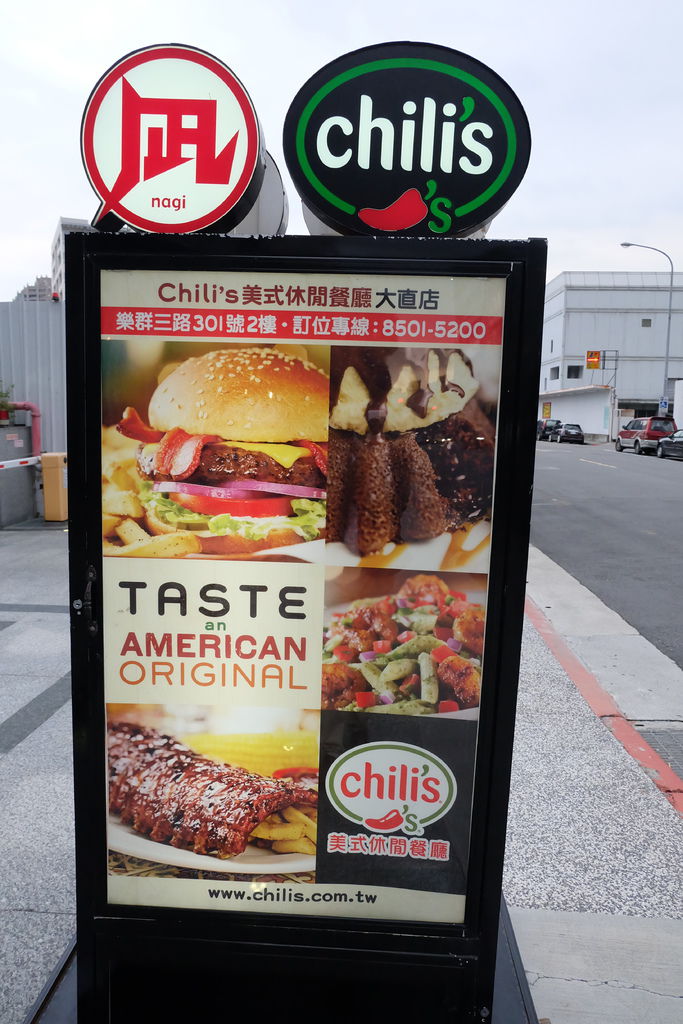 凪
nagi
chili's
's
Chili's美式休閒餐廳大直店
樂群三路301號2樓・訂位專線：8501-5200
TASTE
an
AMERICAN
ORIGINAL
chili's
's
美式休閒餐廳
www.chilis.com.tw